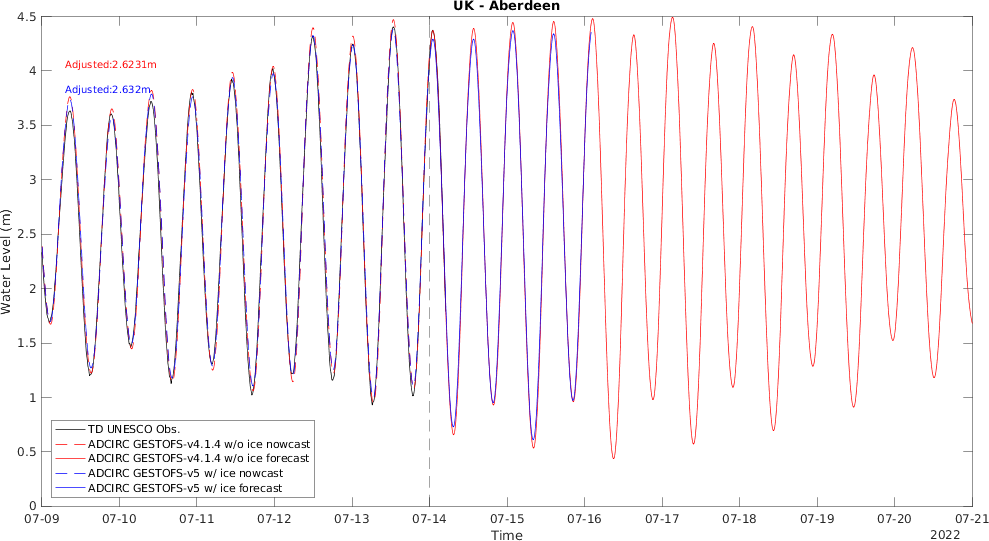 UK - Aberdeen
Water Level (m)
4.5
4
3.5
3
2.5
2
1.5
1
0.5
0
Adjusted:2.6231m
Adjusted:2.632m
TD UNESCO Obs.
ADCIRC GESTOFS-v4.1.4 w/o ice nowcast
ADCIRC GESTOFS-v4.1.4 w/o ice forecast
ADCIRC GESTOFS-v5 w/ ice nowcast
ADCIRC GESTOFS-v5 w/ ice forecast
07-09 07-10 07-11 07-12 07-13 07-14 07-15 07-16 07-17 07-18 07-19 07-20 07-21
Time
2022